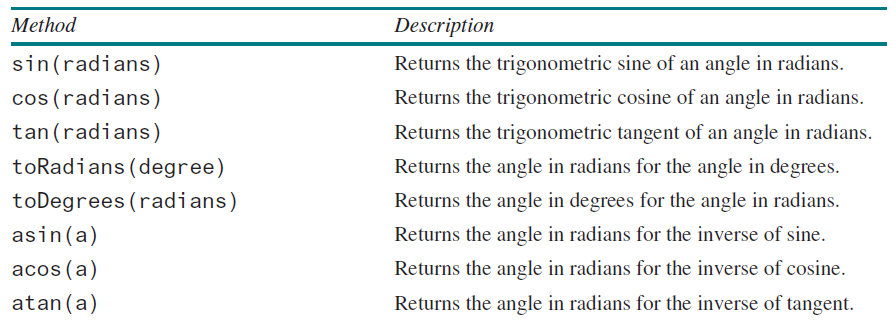 Method Description
sin(radians) Returns the trigonometric sine of an angle in radians.
cos(radians) Returns the trigonometric cosine of an angle in radians.
tan(radians) Returns the trigonometric tangent of an angle in radians.
toRadians(degree) Returns the angle in radians for the angle in degrees.
toDegrees(radians) Returns the angle in degrees for the angle in radians.
asin(a) Returns the angle in radians for the inverse of sine.
acos(a) Returns the angle in radians for the inverse of cosine.
atan(a) Returns the angle in radians for the inverse of tangent.